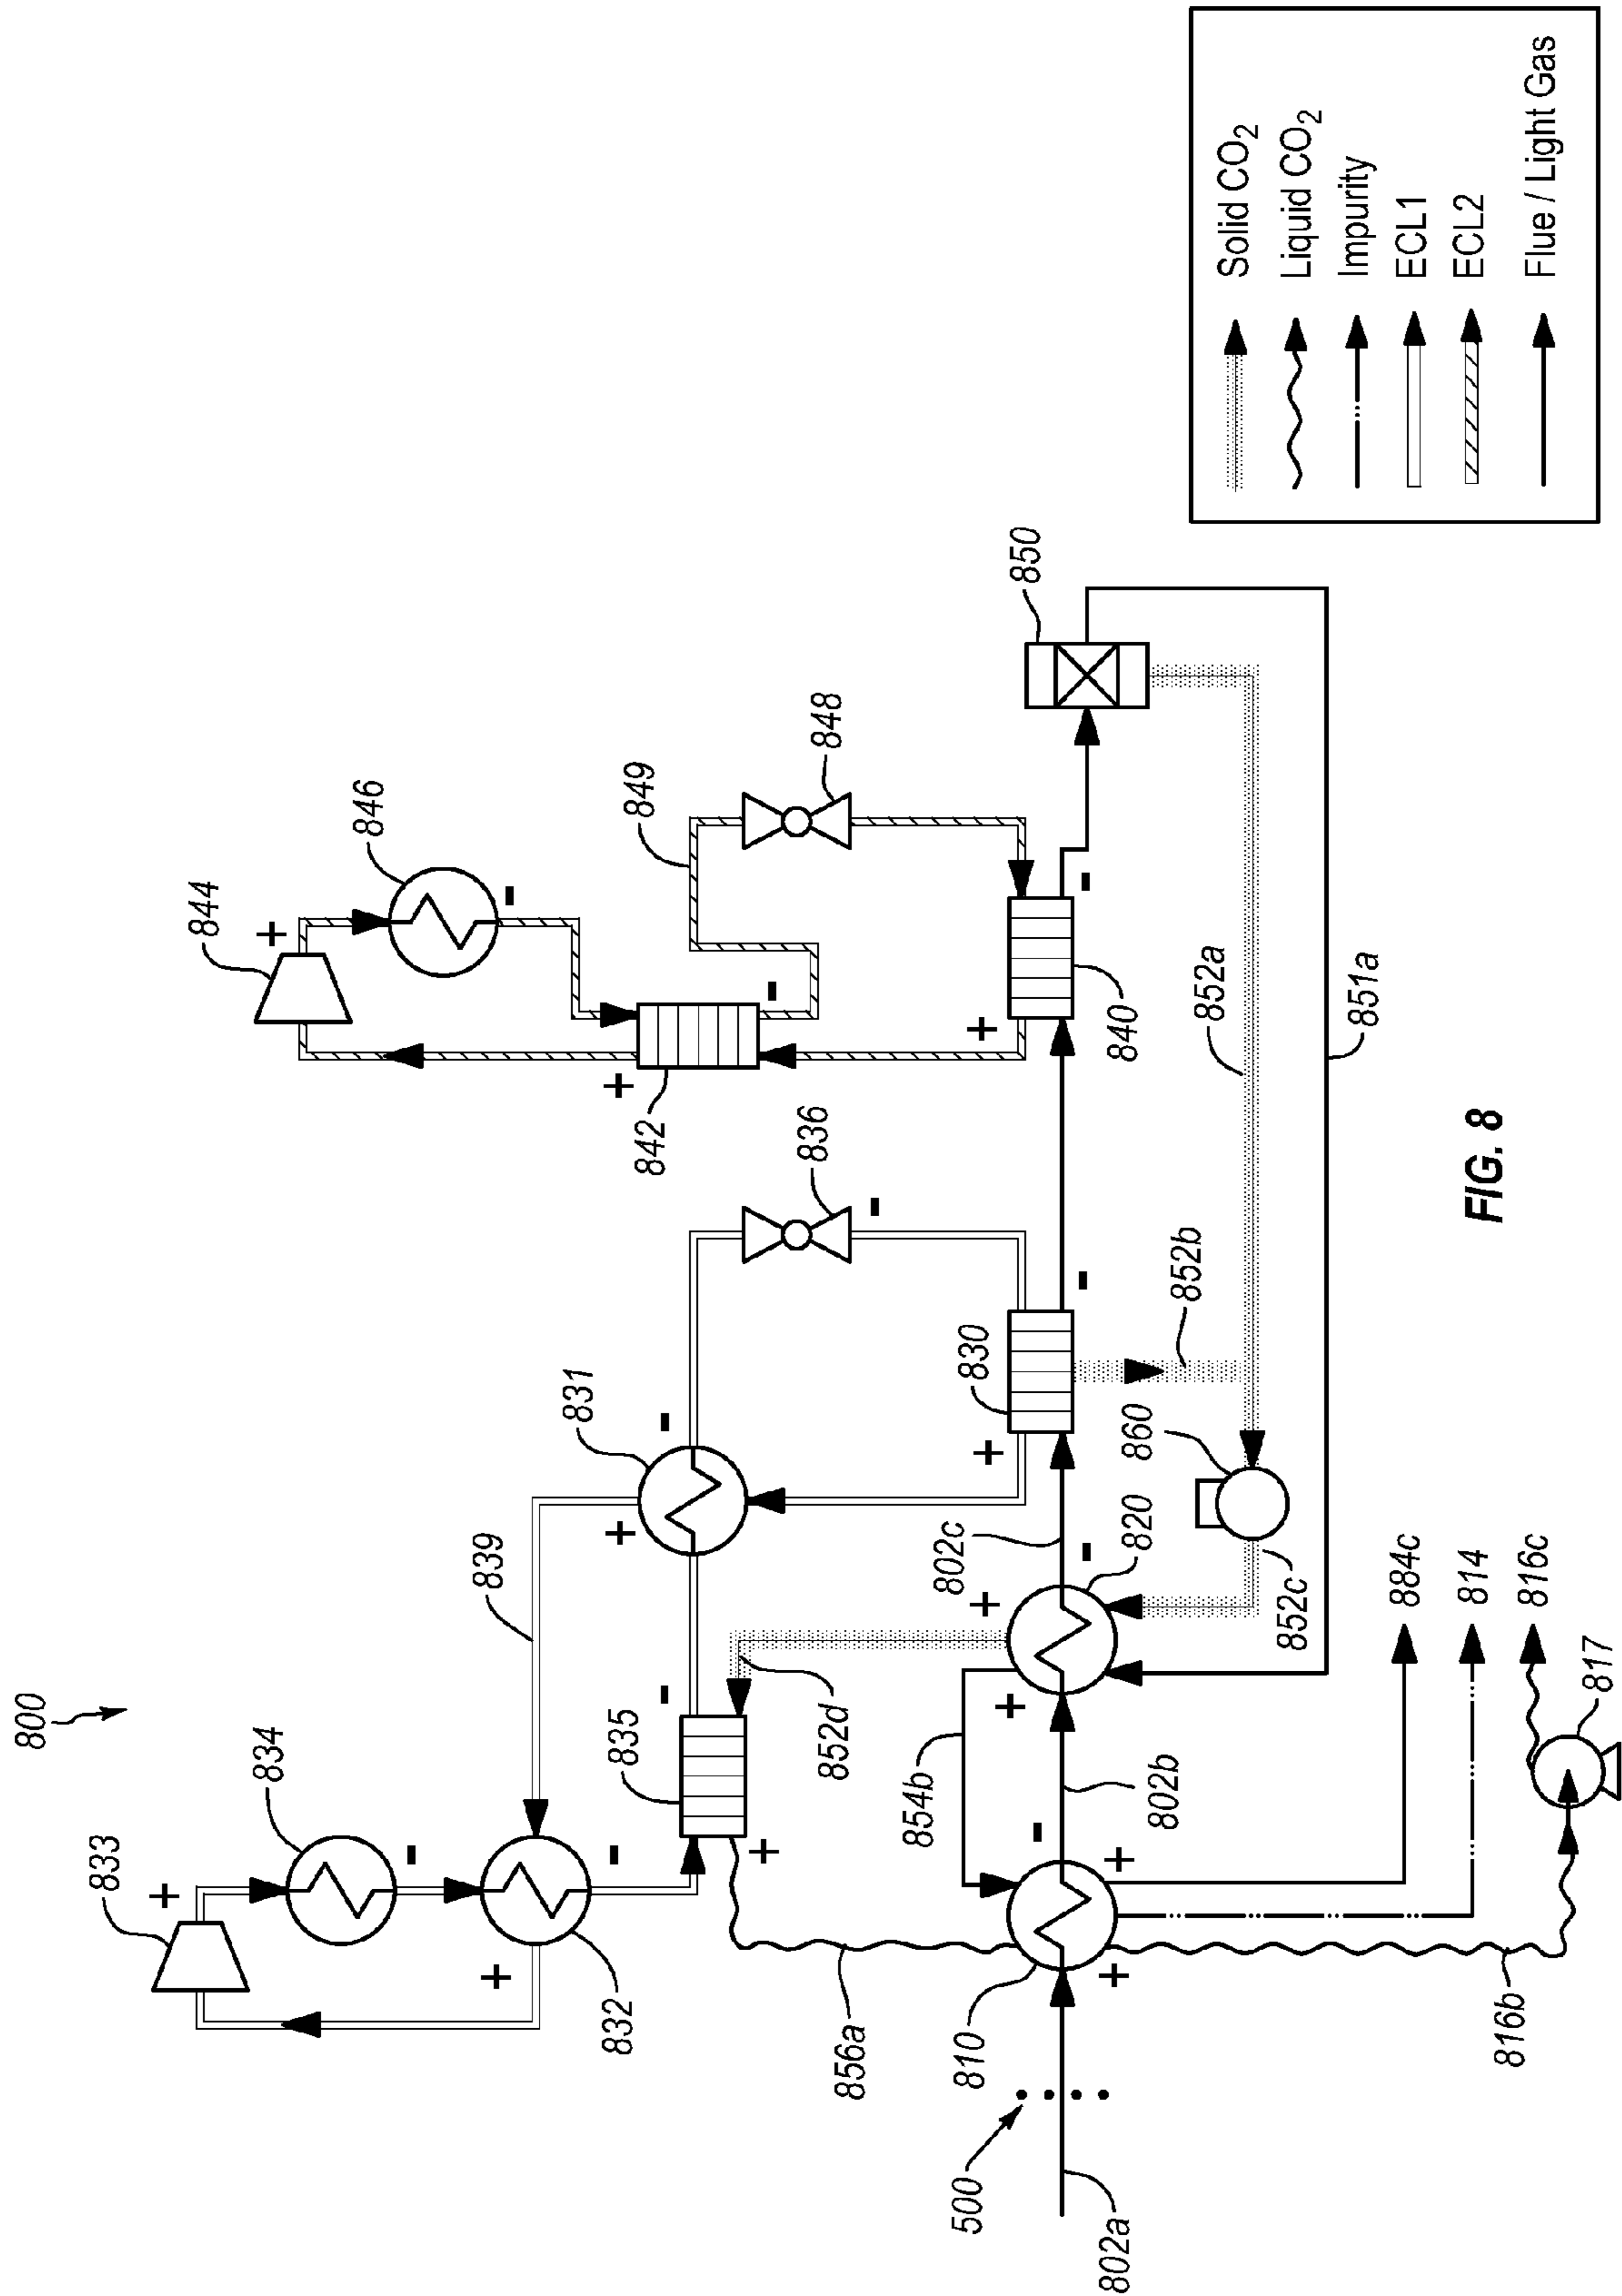 800
844
846
833
834
839
831
849
848
835
832
836
842
850
852d
802c
830
840
856a
854b
820
860
852b
852a
810
802b
852c
851a
500
802a
884c
814
816c
816b
817
FIG. 8
Solid CO2
Liquid CO2
Impurity
ECL1
ECL2
Flue / Light Gas